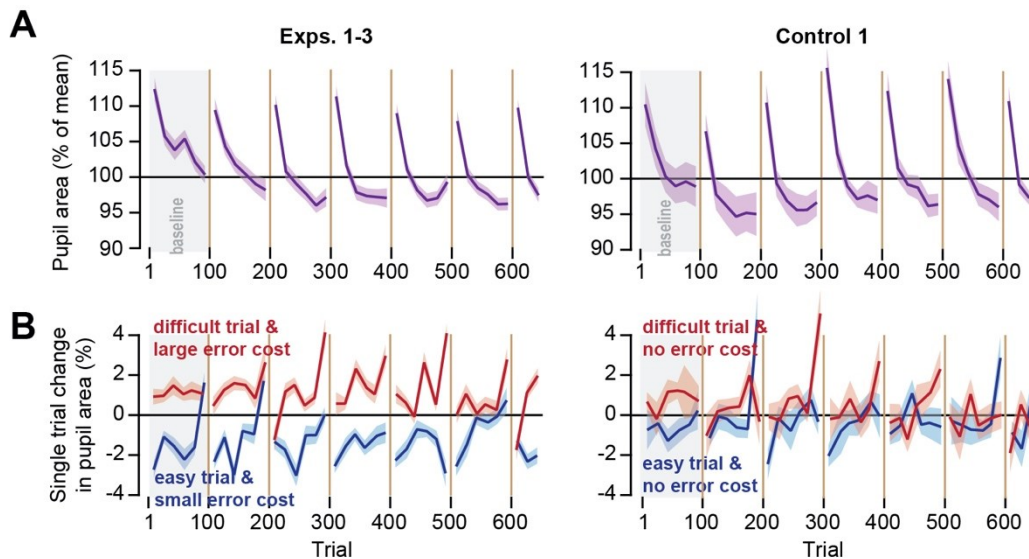 A
Exps. 1-3
Control 1
Pupil area (% of mean)
115
110
105
100
95
90
baseline
1
100
200
300
400
500
600
115
110
105
100
95
90
baseline
1
100
200
300
400
500
600
B
Single trial change
in pupil area (%)
4
2
0
-2
-4
difficult trial &
large error cost
easy trial &
small error cost
1
100
200
300
400
500
600
Trial
4
2
0
-2
-4
difficult trial &
no error cost
easy trial &
no error cost
1
100
200
300
400
500
600
Trial